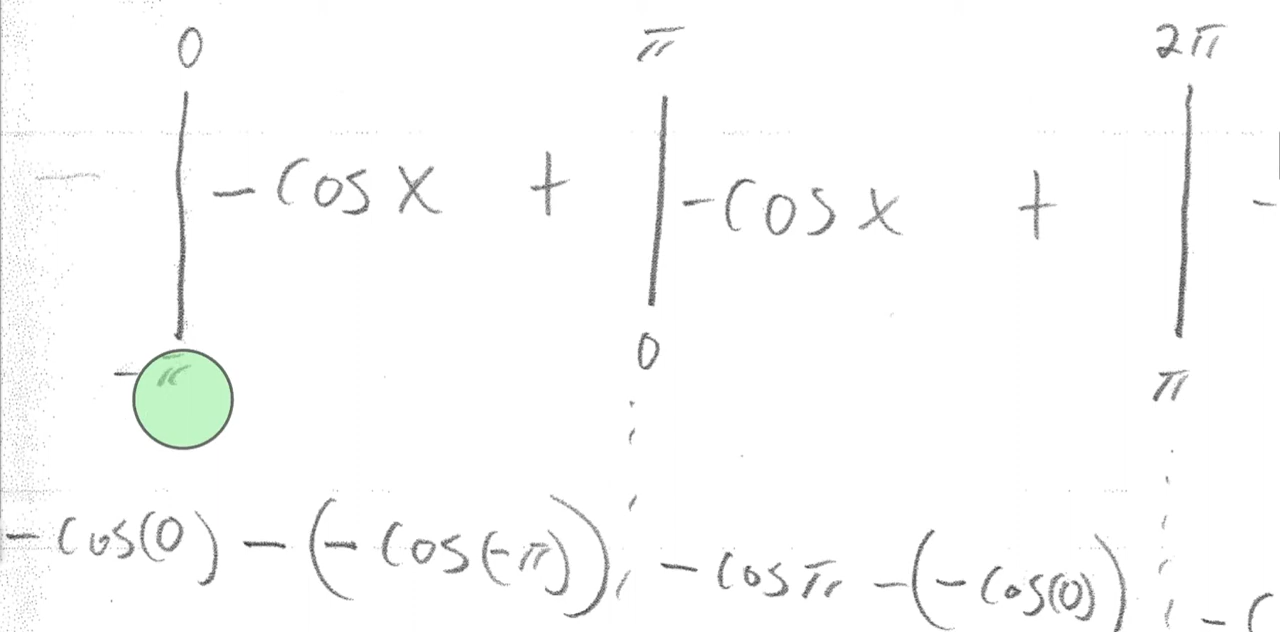 0 π 2π
- | -cos x + | -cos x + | -
-π 0 π
-cos(0) - (-cos(-π)) -cos π -(-cos(0)) - (